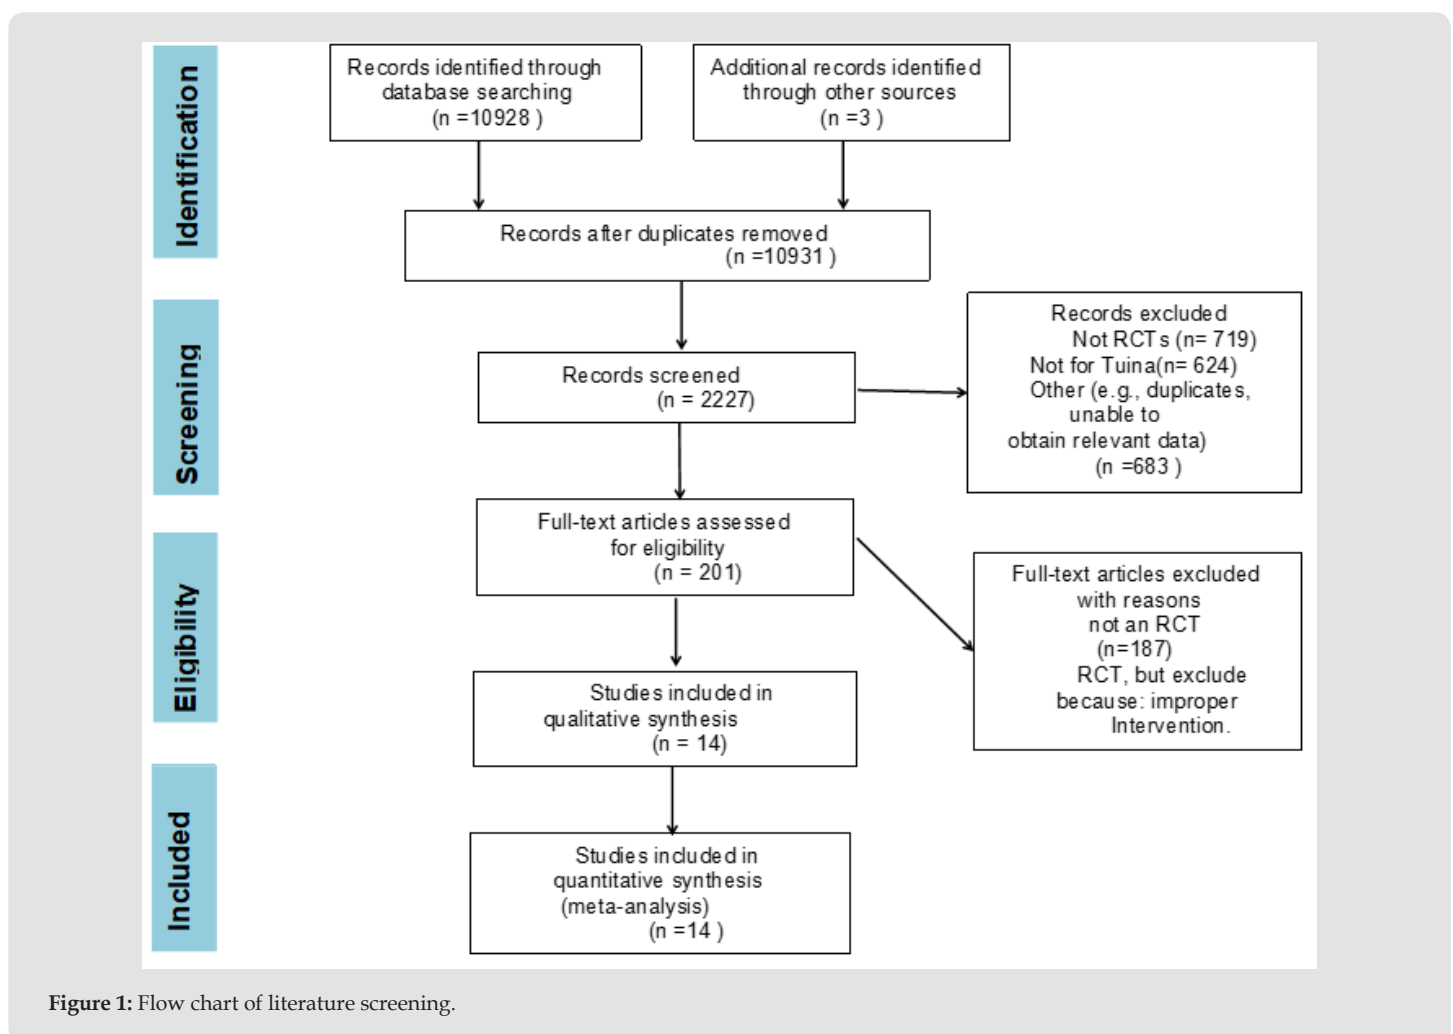 Identification
Records identified through
database searching
(n =10928 )
Additional records identified
through other sources
(n =3 )
Records after duplicates removed
(n =10931 )
Screening
Records screened
(n = 2227)
Records excluded
Not RCTs (n= 719)
Not for Tuina(n= 624)
Other (e.g., duplicates,
unable to
obtain relevant data)
(n =683 )
Eligibility
Full-text articles assessed
for eligibility
(n = 201)
Full-text articles excluded
with reasons
not an RCT
(n=187)
RCT, but exclude
because: improper
Intervention.
Studies included in
qualitative synthesis
(n = 14)
Included
Studies included in
quantitative synthesis
(meta-analysis)
(n =14 )
Figure 1: Flow chart of literature screening.